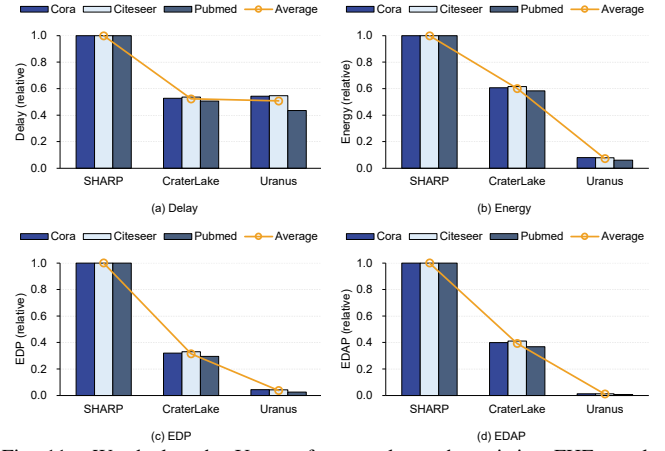 Cora Citeseer Pubmed Average
Delay (relative)
1.0
0.8
0.6
0.4
0.2
0.0
SHARP CraterLake Uranus
(a) Delay
Cora Citeseer Pubmed Average
Energy (relative)
1.0
0.8
0.6
0.4
0.2
0.0
SHARP CraterLake Uranus
(b) Energy
Cora Citeseer Pubmed Average
EDP (relative)
1.0
0.8
0.6
0.4
0.2
0.0
SHARP CraterLake Uranus
(c) EDP
Cora Citeseer Pubmed Average
EDAP (relative)
1.0
0.8
0.6
0.4
0.2
0.0
SHARP CraterLake Uranus
(d) EDAP